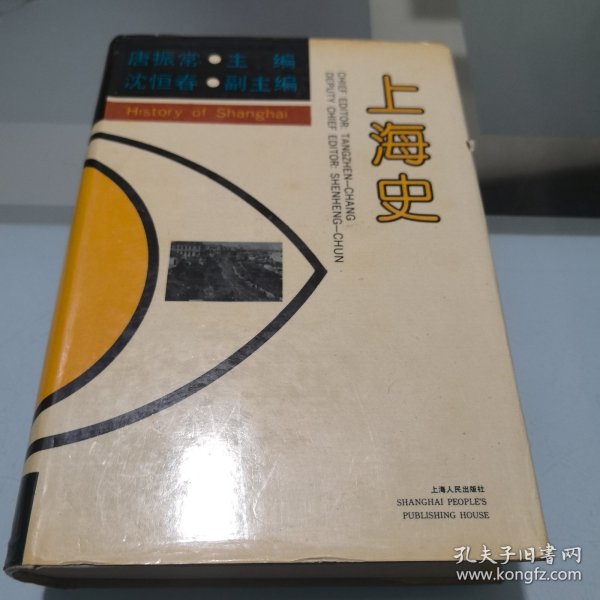 唐振常·主编
沈恒春·副主编
History of Shanghai
上海史
CHIEF EDITOR: TANGZHEN-CHANG
DEPUTY CHIEF EDITOR: SHENHENG-CHUN
上海人民出版社
SHANGHAI PEOPLE'S
PUBLISHING HOUSE
孔夫子旧书网
www.kongfz.com